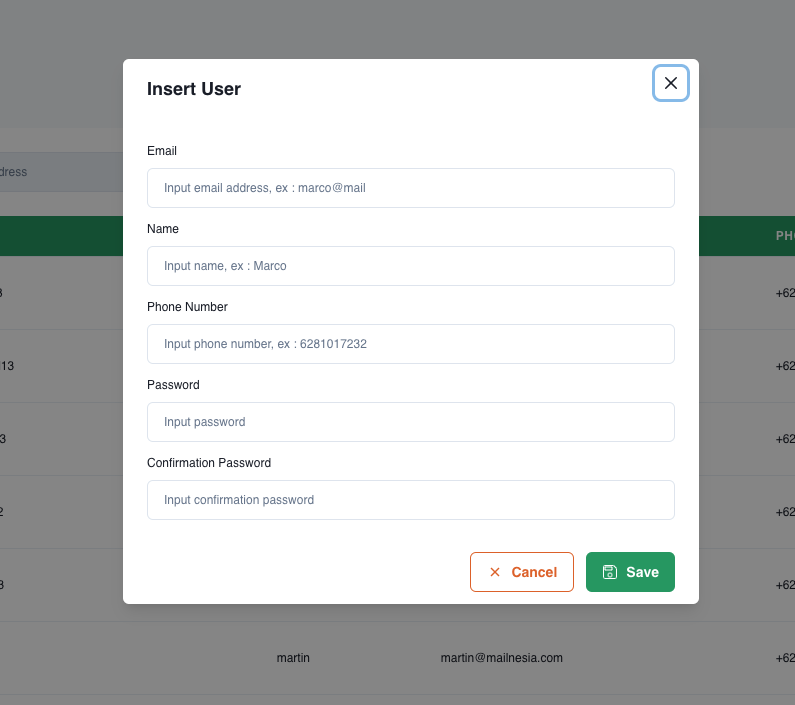 Insert User
Email
Input email address, ex : marco@mail
dress
Name
PH
Input name, ex : Marco
+62
Phone Number
Input phone number, ex : 6281017232
13
+62
Password
Input password
3
+62
Confirmation Password
Input confirmation password
2
+62
Cancel
Save
+62
martin
martin@mailnesia.com
+62